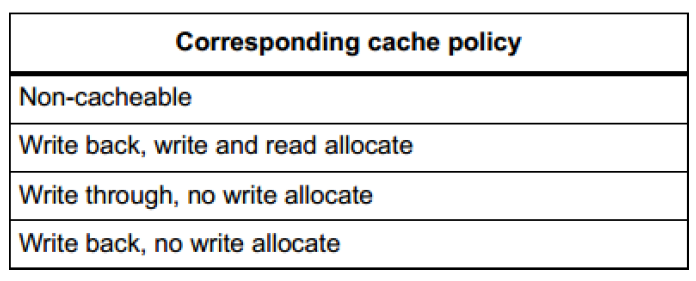 Corresponding cache policy
Non-cacheable
Write back, write and read allocate
Write through, no write allocate
Write back, no write allocate